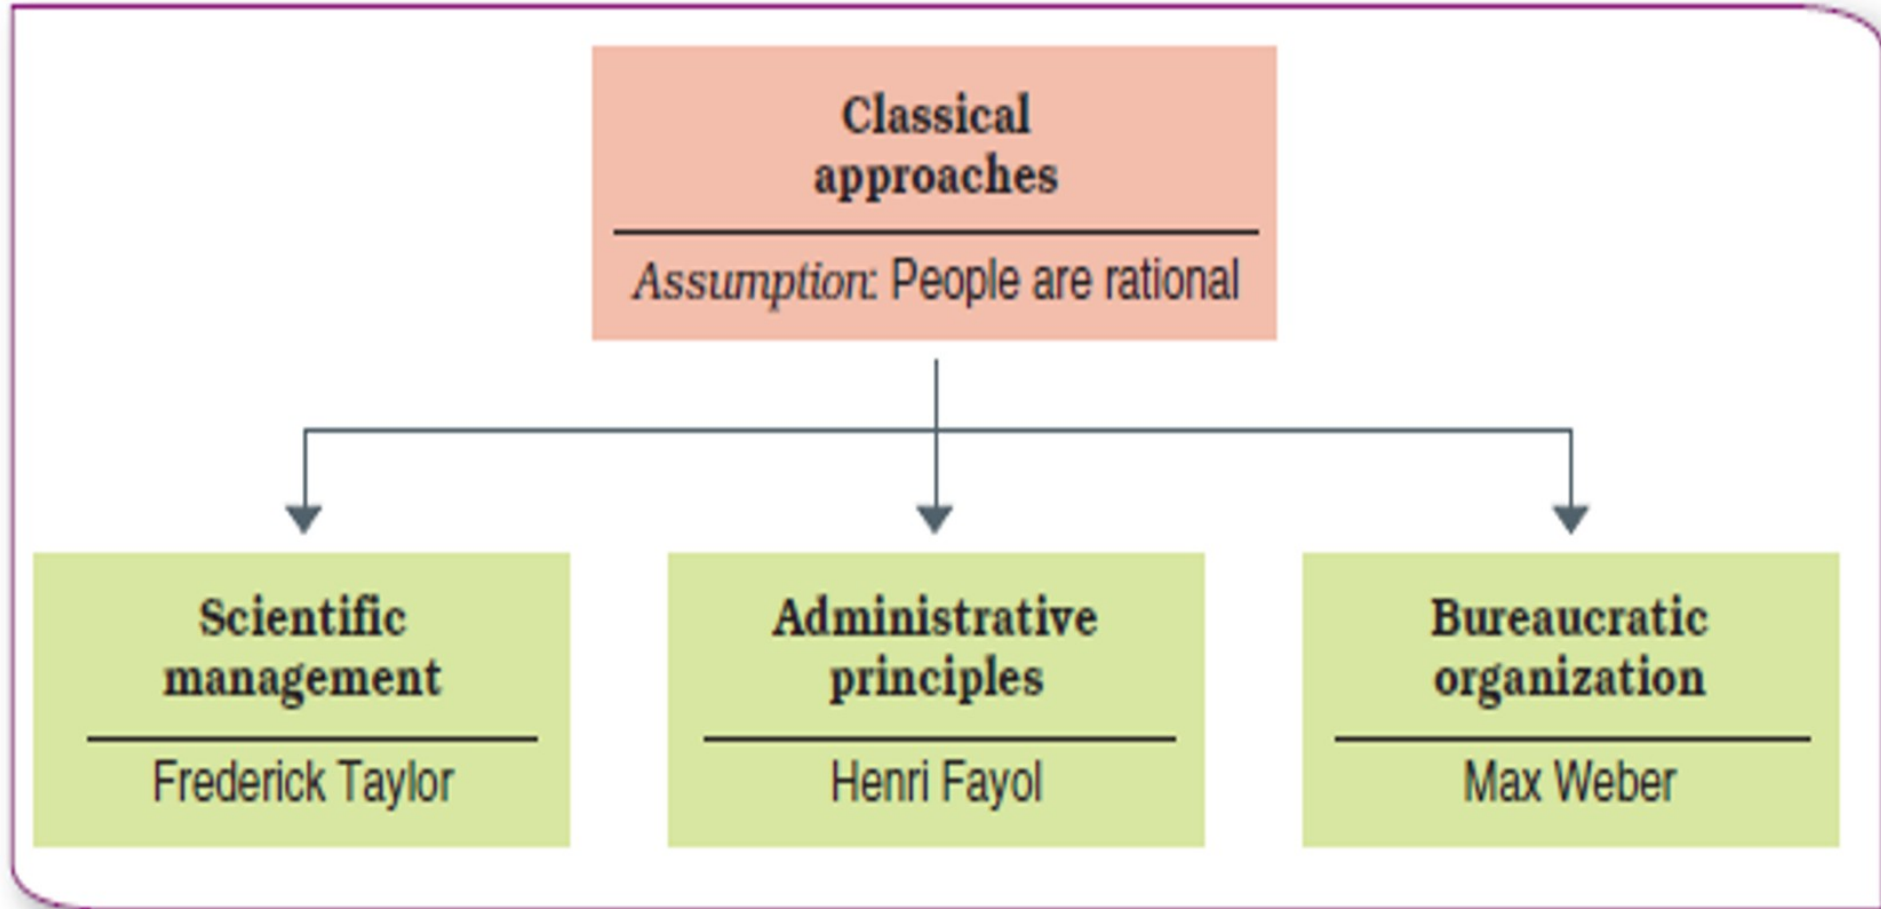 Classical
approaches
Assumption: People are rational
Scientific
management
Frederick Taylor
Administrative
principles
Henri Fayol
Bureaucratic
organization
Max Weber